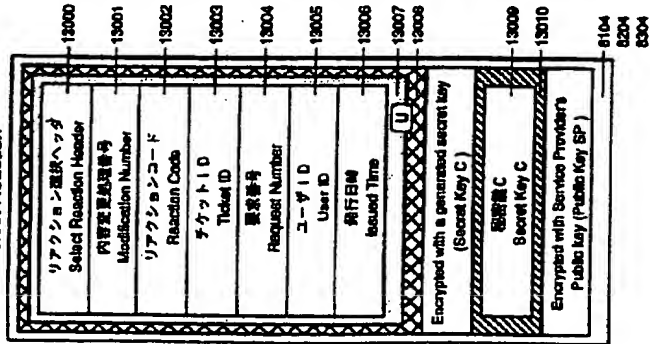 リアクション選択ヘッダ
Select Reaction Header
内容変更処理番号
Modification Number
リアクションコード
Reaction Code
チケットID
Ticket ID
要求番号
Request Number
ユーザID
User ID
発行日時
Issued Time
U
Encrypted with a generated secret key
(Secret Key C)
秘密鍵C
Secret Key C
Encrypted with Service Provider's
Public key (Public Key SP)
13000
13001
13002
13003
13004
13005
13006
13007
13008
13009
13010
8104
8204
8304